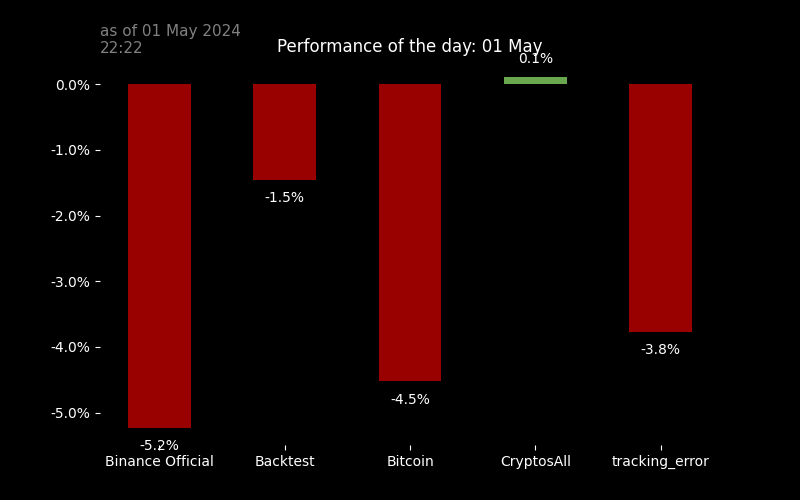 as of 01 May 2024
22:22
Performance of the day: 01 May
0.1%
0.0%
-1.0%
-1.5%
-2.0%
-3.0%
-3.8%
-4.0%
-4.5%
-5.0%
-5.2%
Binance Official
Backtest
Bitcoin
CryptosAll
tracking_error